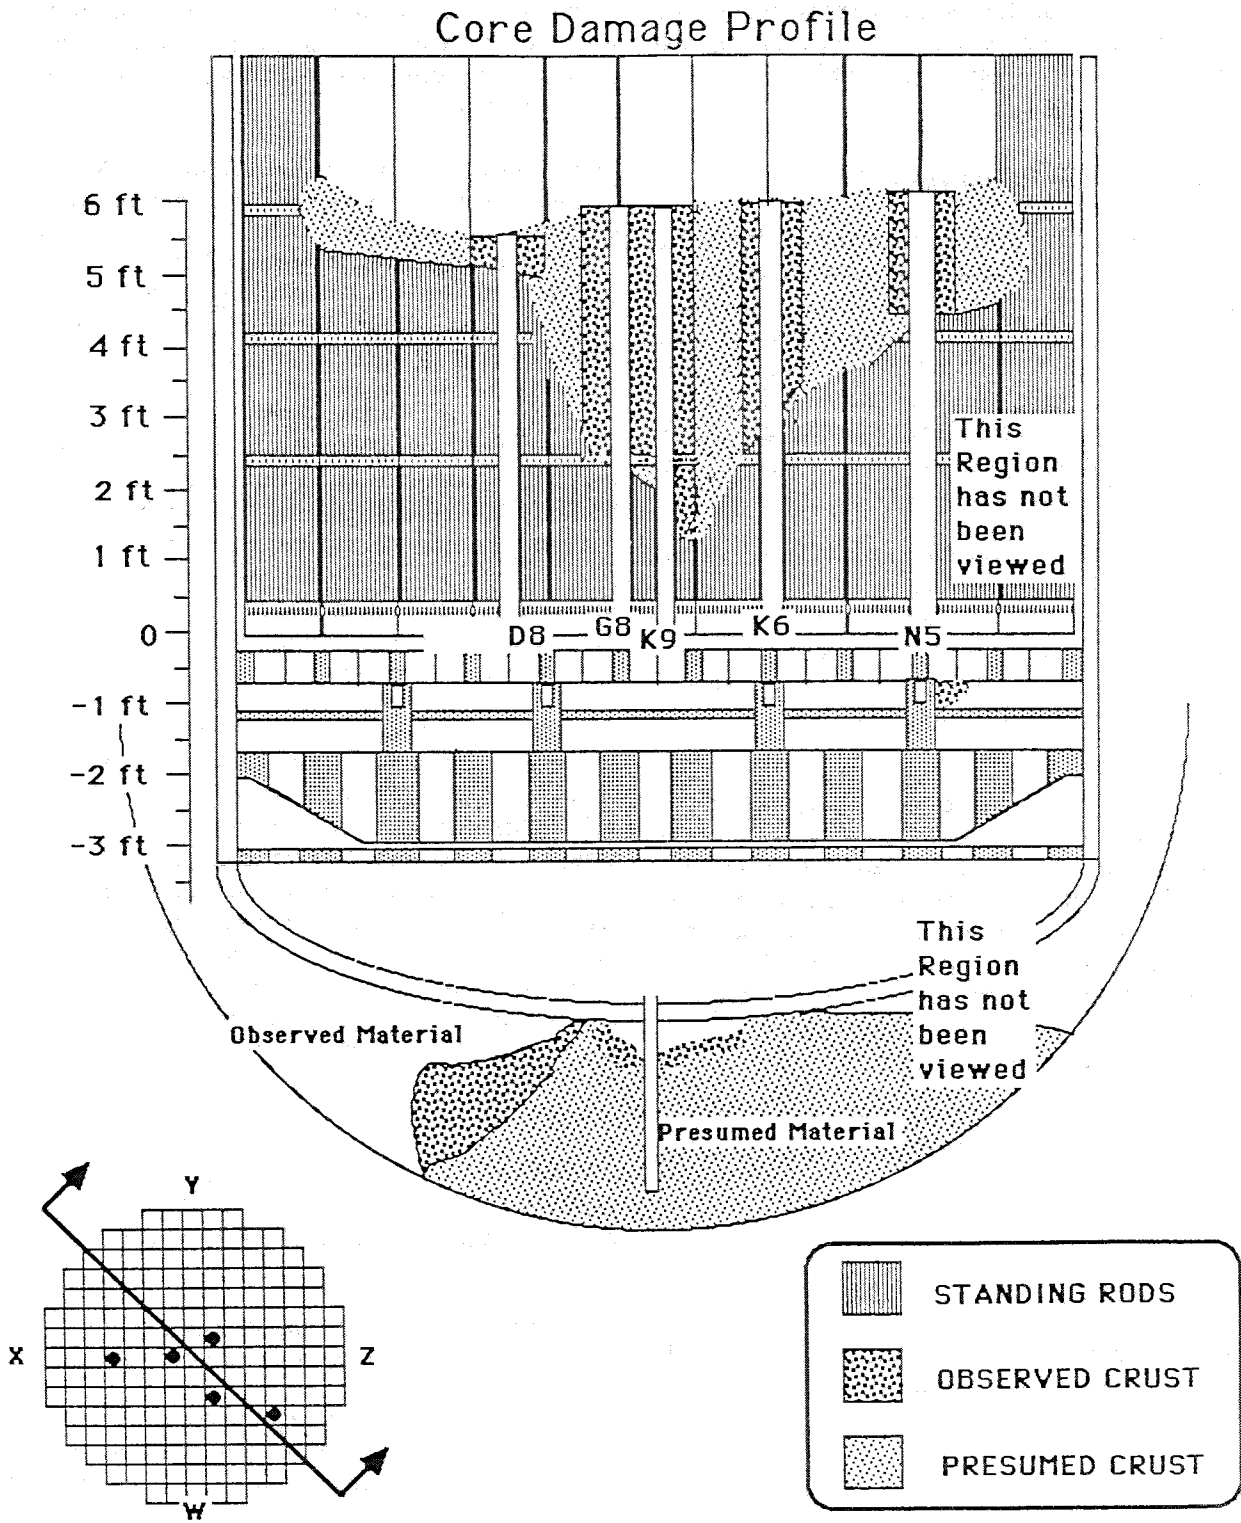 Core Damage Profile
6 ft
5 ft
4 ft
3 ft
2 ft
1 ft
0
-1 ft
-2 ft
-3 ft
This
Region
has not
been
viewed
D8
G8
K9
K6
N5
This
Region
has not
been
viewed
Observed Material
Presumed Material
Y
X
Z
W
STANDING RODS
OBSERVED CRUST
PRESUMED CRUST